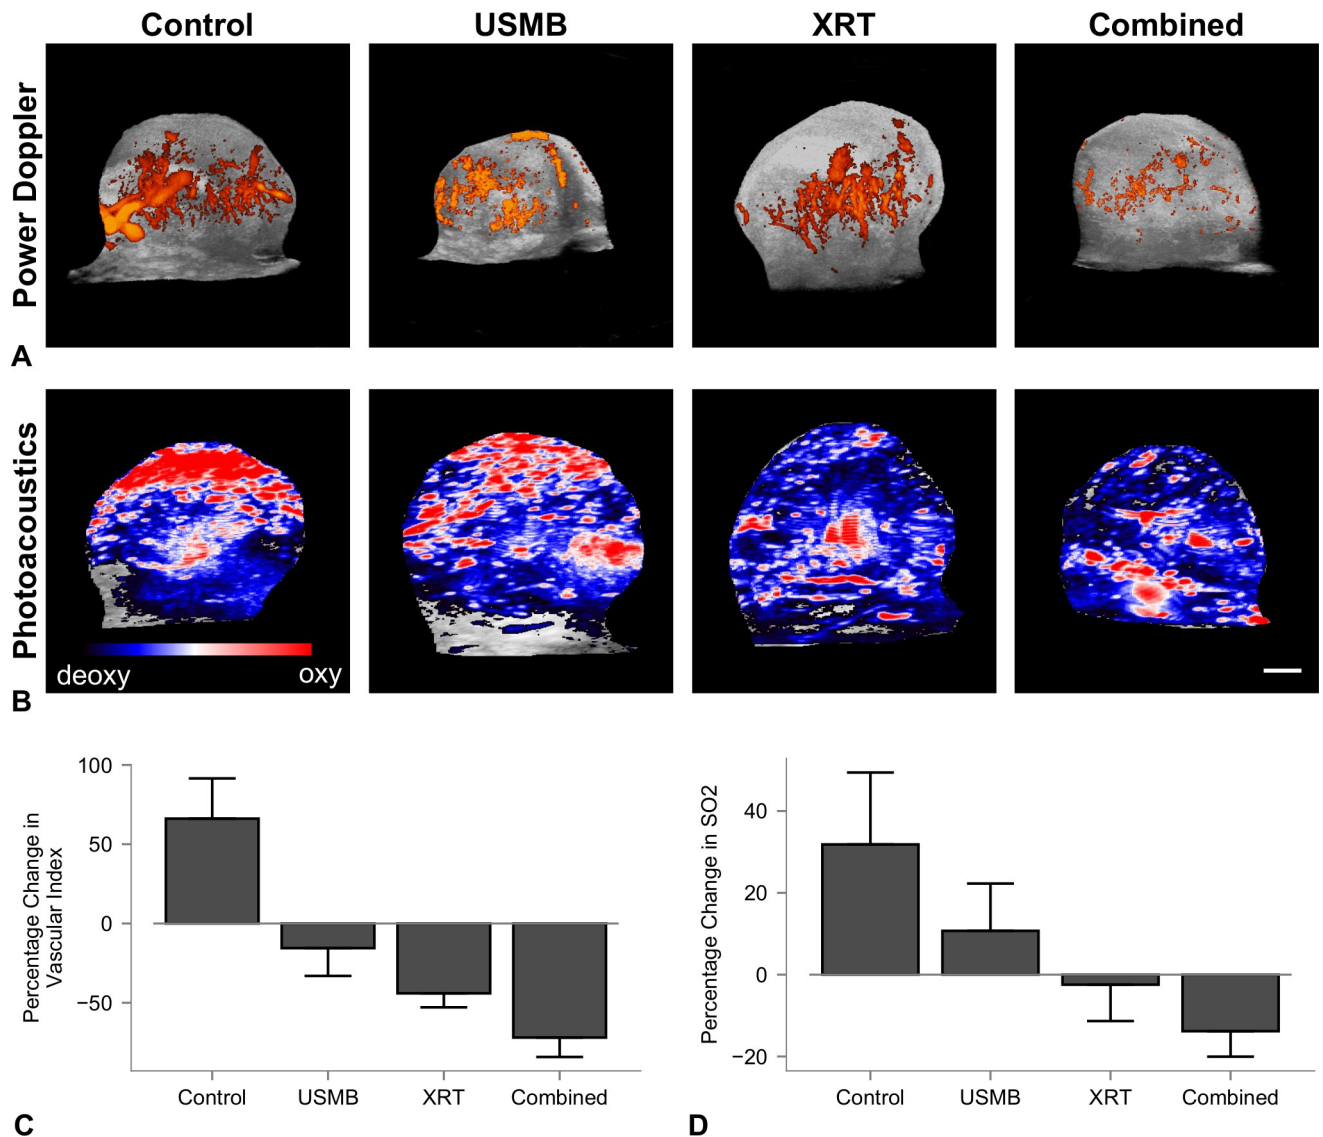 Control USMB XRT Combined
Power Doppler
A
Photoacoustics
deoxy oxy
B
Percentage Change in
Vascular Index
100
50
0
−50
Control USMB XRT Combined
C
Percentage Change in SO2
40
20
0
−20
Control USMB XRT Combined
D